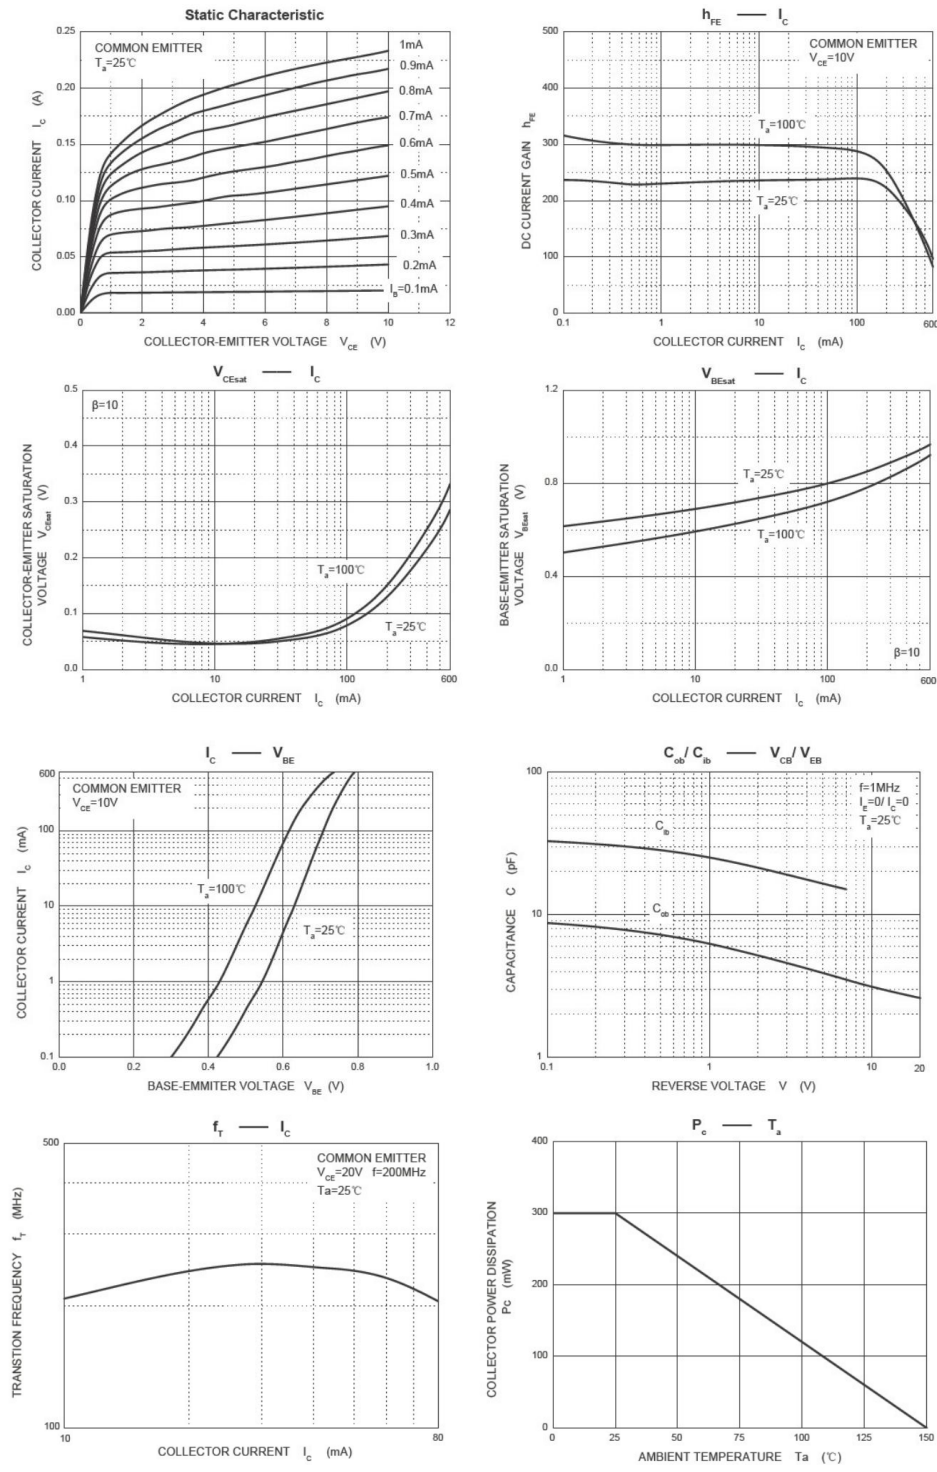 Static Characteristic
COMMON EMITTER
Ta=25℃
1mA
0.9mA
0.8mA
0.7mA
0.6mA
0.5mA
0.4mA
0.3mA
0.2mA
IB=0.1mA
0.25
0.20
0.15
0.10
0.05
0.00
0 2 4 6 8 10 12
COLLECTOR CURRENT IC (A)
COLLECTOR-EMITTER VOLTAGE VCE (V)
hFE —— IC
COMMON EMITTER
VCE=10V
Ta=100℃
Ta=25℃
500
400
300
200
100
0
0.1 1 10 100 600
DC CURRENT GAIN hFE
COLLECTOR CURRENT IC (mA)
VCEsat —— IC
β=10
Ta=100℃
Ta=25℃
0.5
0.4
0.3
0.2
0.1
0.0
1 10 100 600
COLLECTOR-EMITTER SATURATION
VOLTAGE VCEsat (V)
COLLECTOR CURRENT IC (mA)
VBEsat —— IC
Ta=25℃
Ta=100℃
β=10
1.2
0.8
0.4
0.0
1 10 100 600
BASE-EMITTER SATURATION
VOLTAGE VBEsat (V)
COLLECTOR CURRENT IC (mA)
IC —— VBE
COMMON EMITTER
VCE=10V
Ta=100℃
Ta=25℃
600
100
10
1
0.1
0.0 0.2 0.4 0.6 0.8 1.0
COLLECTOR CURRENT IC (mA)
BASE-EMMITER VOLTAGE VBE (V)
Cob/ Cib —— VCB/ VEB
f=1MHz
IE=0/ IC=0
Ta=25℃
Cib
Cob
100
10
1
0.1 1 10 20
CAPACITANCE C (pF)
REVERSE VOLTAGE V (V)
fT —— IC
COMMON EMITTER
VCE=20V f=200MHz
Ta=25℃
500
100
10 80
TRANSTION FREQUENCY fT (MHz)
COLLECTOR CURRENT IC (mA)
Pc —— Ta
400
300
200
100
0
0 25 50 75 100 125 150
COLLECTOR POWER DISSIPATION
Pc (mW)
AMBIENT TEMPERATURE Ta (℃)